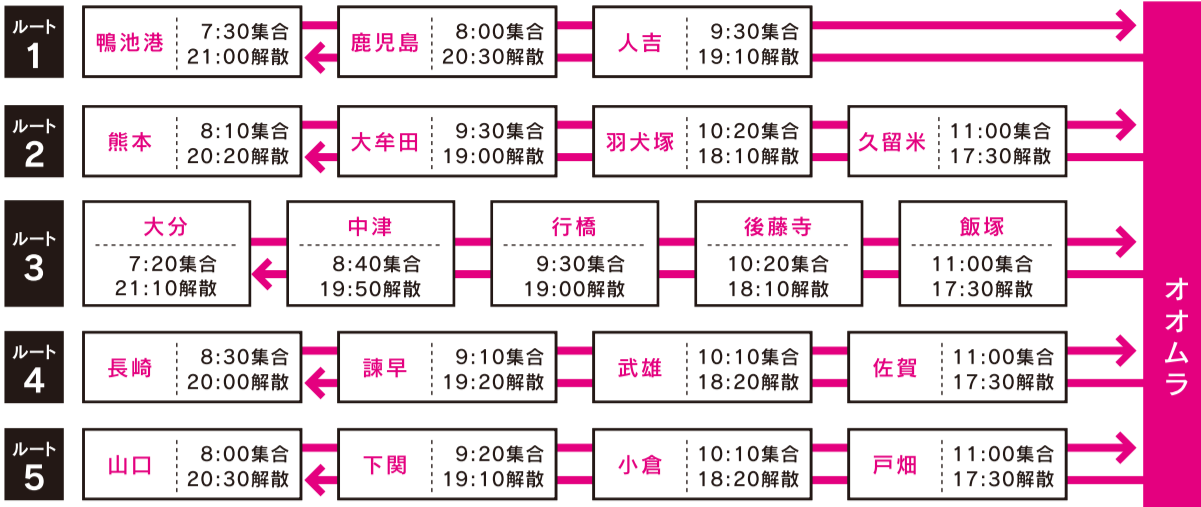 ルート
1
鴨池港
7:30集合
21:00解散
鹿児島
8:00集合
20:30解散
人吉
9:30集合
19:10解散
ルート
2
熊本
8:10集合
20:20解散
大牟田
9:30集合
19:00解散
羽犬塚
10:20集合
18:10解散
久留米
11:00集合
17:30解散
ルート
3
大分
7:20集合
21:10解散
中津
8:40集合
19:50解散
行橋
9:30集合
19:00解散
後藤寺
10:20集合
18:10解散
飯塚
11:00集合
17:30解散
ルート
4
長崎
8:30集合
20:00解散
諫早
9:10集合
19:20解散
武雄
10:10集合
18:20解散
佐賀
11:00集合
17:30解散
ルート
5
山口
8:00集合
20:30解散
下関
9:20集合
19:10解散
小倉
10:10集合
18:20解散
戸畑
11:00集合
17:30解散
オオムラ